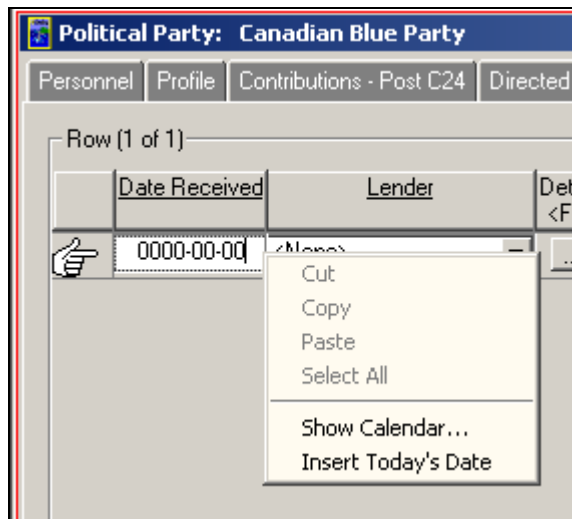 Political Party: Canadian Blue Party
Personnel Profile Contributions - Post C24 Directed
Row (1 of 1)
Date Received Lender
0000-00-00 <None>
...
Cut
Copy
Paste
Select All
Show Calendar...
Insert Today's Date